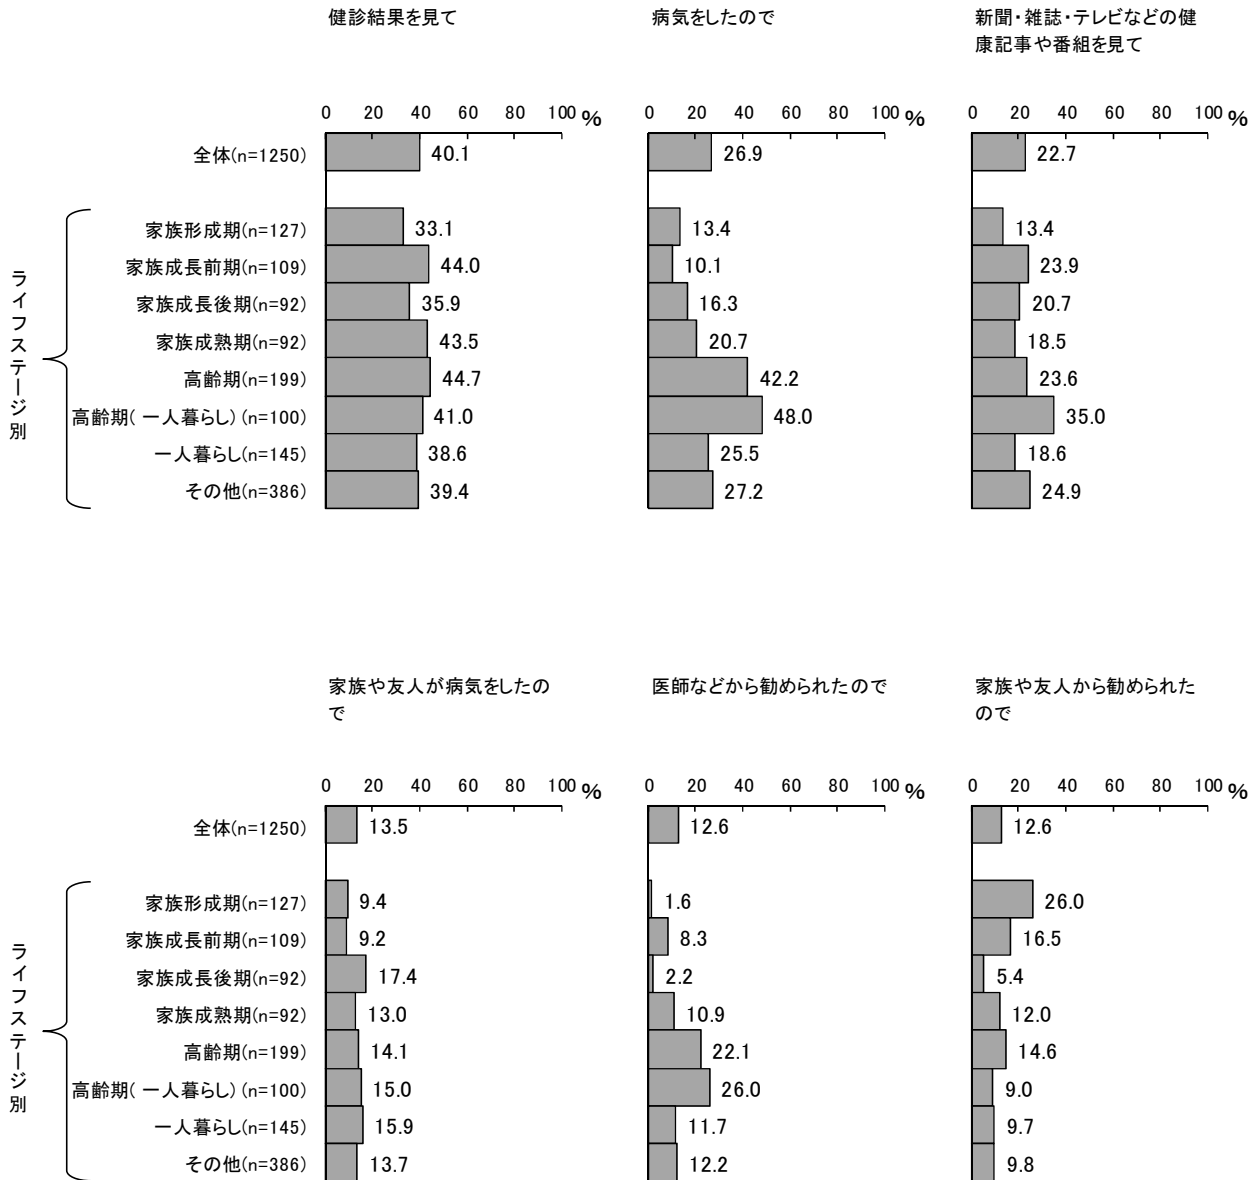 健診結果を見て
病気をしたので
新聞・雑誌・テレビなどの健
康記事や番組を見て
0 20 40 60 80 100 %
0 20 40 60 80 100 %
0 20 40 60 80 100 %
全体(n=1250) 40.1 26.9 22.7
ライフステージ別
家族形成期(n=127) 33.1 13.4 13.4
家族成長前期(n=109) 44.0 10.1 23.9
家族成長後期(n=92) 35.9 16.3 20.7
家族成熟期(n=92) 43.5 20.7 18.5
高齢期(n=199) 44.7 42.2 23.6
高齢期(一人暮らし)(n=100) 41.0 48.0 35.0
一人暮らし(n=145) 38.6 25.5 18.6
その他(n=386) 39.4 27.2 24.9
家族や友人が病気をしたの
で
医師などから勧められたので
家族や友人から勧められた
ので
0 20 40 60 80 100 %
0 20 40 60 80 100 %
0 20 40 60 80 100 %
全体(n=1250) 13.5 12.6 12.6
ライフステージ別
家族形成期(n=127) 9.4 1.6 26.0
家族成長前期(n=109) 9.2 8.3 16.5
家族成長後期(n=92) 17.4 2.2 5.4
家族成熟期(n=92) 13.0 10.9 12.0
高齢期(n=199) 14.1 22.1 14.6
高齢期(一人暮らし)(n=100) 15.0 26.0 9.0
一人暮らし(n=145) 15.9 11.7 9.7
その他(n=386) 13.7 12.2 9.8